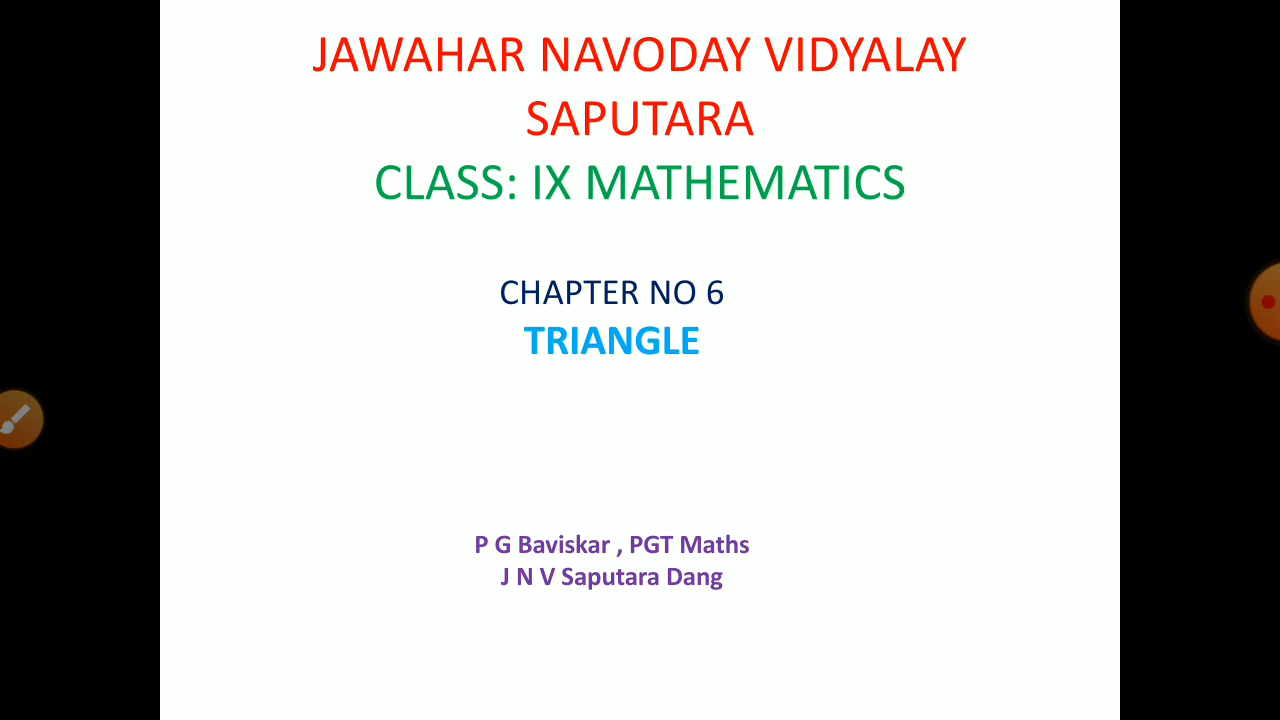 JAWAHAR NAVODAY VIDYALAY
SAPUTARA
CLASS: IX MATHEMATICS
CHAPTER NO 6
TRIANGLE
P G Baviskar , PGT Maths
J N V Saputara Dang